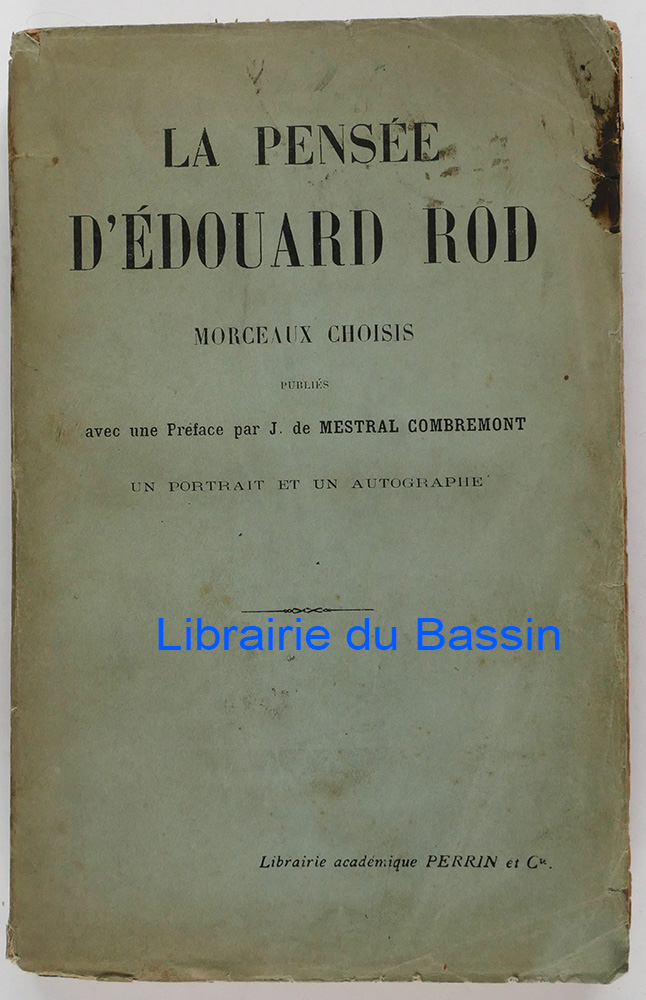 LA PENSÉE
D'ÉDOUARD ROD
MORCEAUX CHOISIS
PUBLIÉS
avec une Préface par J. de MESTRAL COMBREMONT
UN PORTRAIT ET UN AUTOGRAPHE
Librairie du Bassin
Librairie académique PERRIN et Cie.